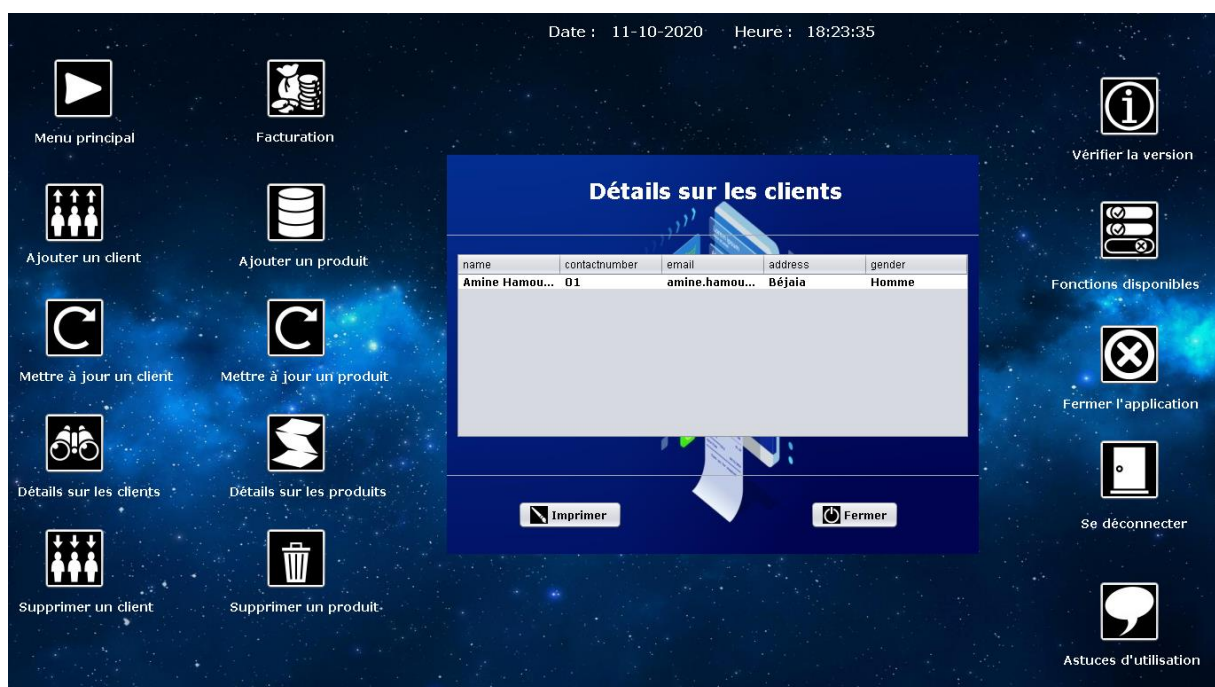 Date : 11-10-2020 Heure : 18:23:35
Menu principal
Facturation
Vérifier la version
Ajouter un client
Ajouter un produit
Fonctions disponibles
Mettre à jour un client
Mettre à jour un produit
Fermer l'application
Détails sur les clients
Détails sur les produits
Se déconnecter
Supprimer un client
Supprimer un produit
Astuces d'utilisation
Détails sur les clients
name contactnumber email address gender
Amine Hamou... 01 amine.hamou... Béjaia Homme
Imprimer
Fermer